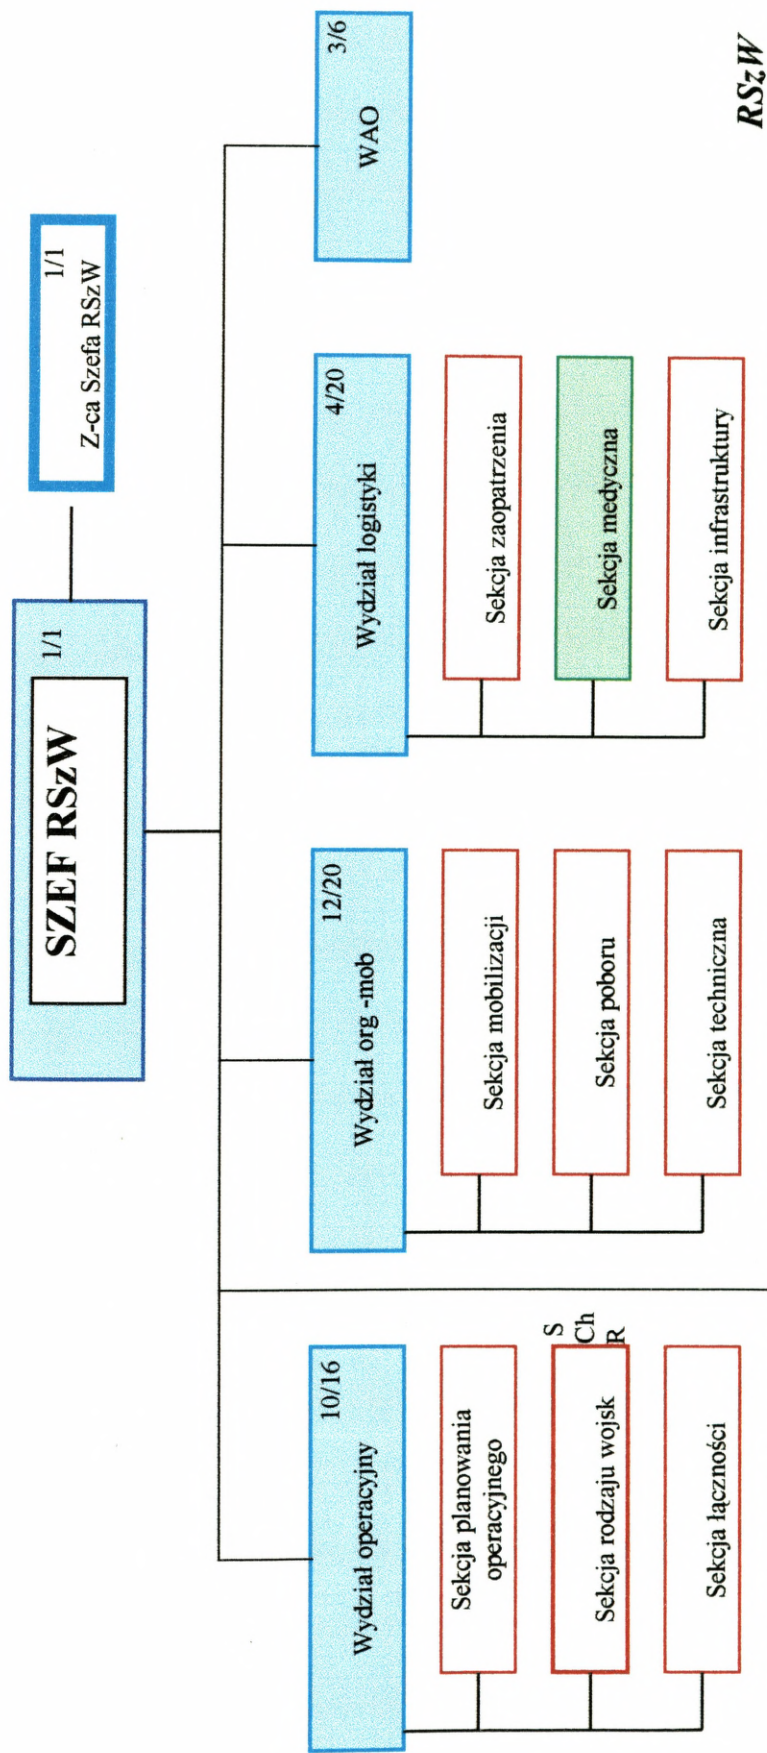 SZEF RSzW
1/1
1/1
Z-ca Szefa RSzW
10/16
Wydział operacyjny
Sekcja planowania
operacyjnego
Sekcja rodzaju wojsk
S
Ch
R
Sekcja łączności
12/20
Wydział org -mob
Sekcja mobilizacji
Sekcja poboru
Sekcja techniczna
4/20
Wydział logistyki
Sekcja zaopatrzenia
Sekcja medyczna
Sekcja infrastruktury
3/6
WAO
RSzW